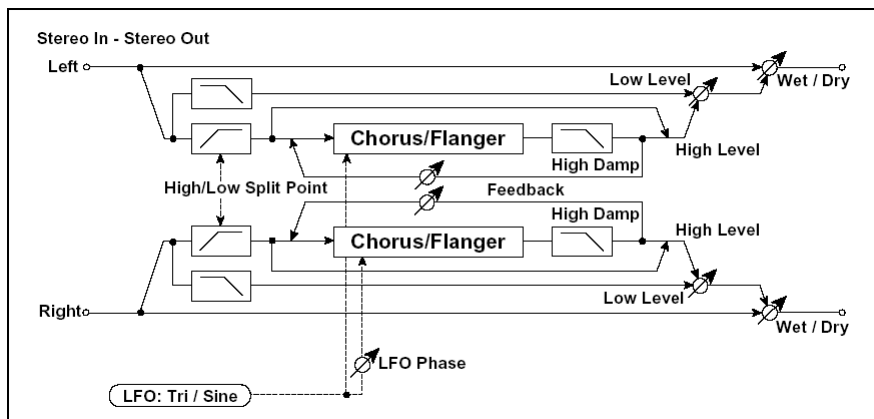 Stereo In - Stereo Out
Left
Low Level
Wet / Dry
Chorus/Flanger
High Damp
High Level
High/Low Split Point
Feedback
High Damp
Chorus/Flanger
High Level
Low Level
Right
Wet / Dry
LFO Phase
LFO: Tri / Sine